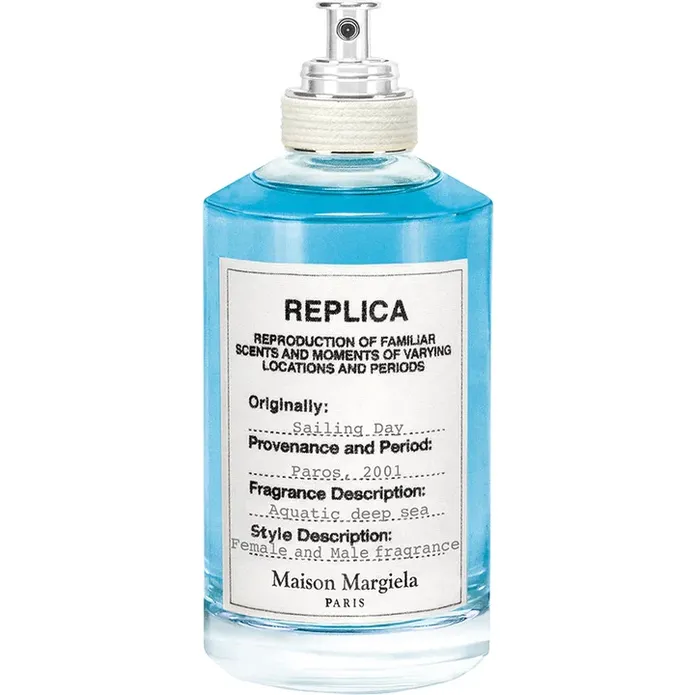 REPLICA
REPRODUCTION OF FAMILIAR
SCENTS AND MOMENTS OF VARYING
LOCATIONS AND PERIODS
Originally:
Sailing Day
Provenance and Period:
Paros, 2001
Fragrance Description:
Aquatic deep sea
Style Description:
Female and Male fragrance
Maison Margiela
PARIS